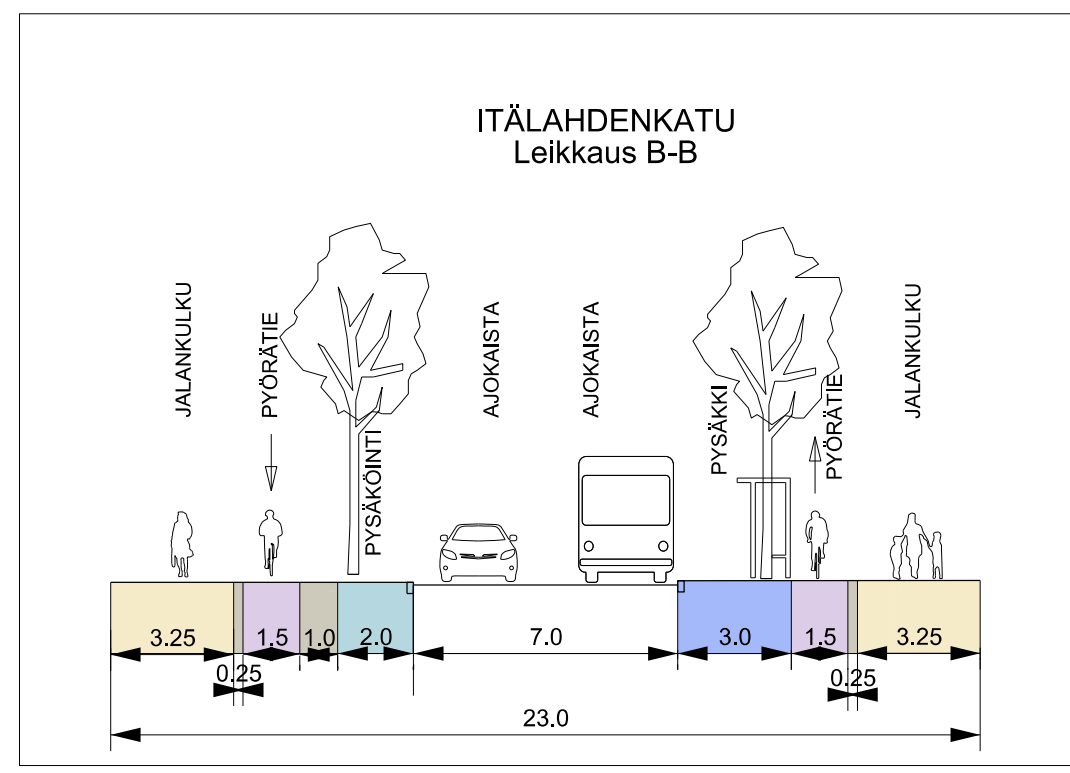 ITÄLAHDENKATU
Leikkaus B-B
JALANKULKU
PYÖRÄTIE
PYSÄKÖINTI
AJOKAISTA
AJOKAISTA
PYSÄKKI
PYÖRÄTIE
JALANKULKU
3.25
1.5
1.0
2.0
7.0
3.0
1.5
3.25
0.25
0.25
23.0